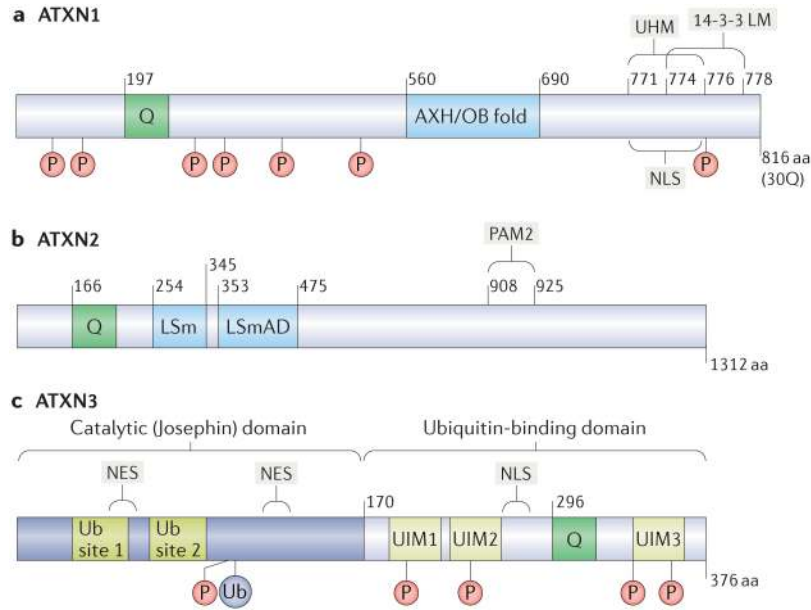 a ATXN1
UHM
14-3-3 LM
197
560
690
771
774
776
778
Q
AXH/OB fold
P
P
P
P
P
P
NLS
P
816 aa
(30Q)
b ATXN2
PAM2
166
254
345
353
475
908
925
Q
LSm
LSmAD
1312 aa
c ATXN3
Catalytic (Josephin) domain
Ubiquitin-binding domain
NES
NES
NLS
170
296
Ub
site 1
Ub
site 2
UIM1
UIM2
Q
UIM3
P
Ub
P
P
P
P
376 aa